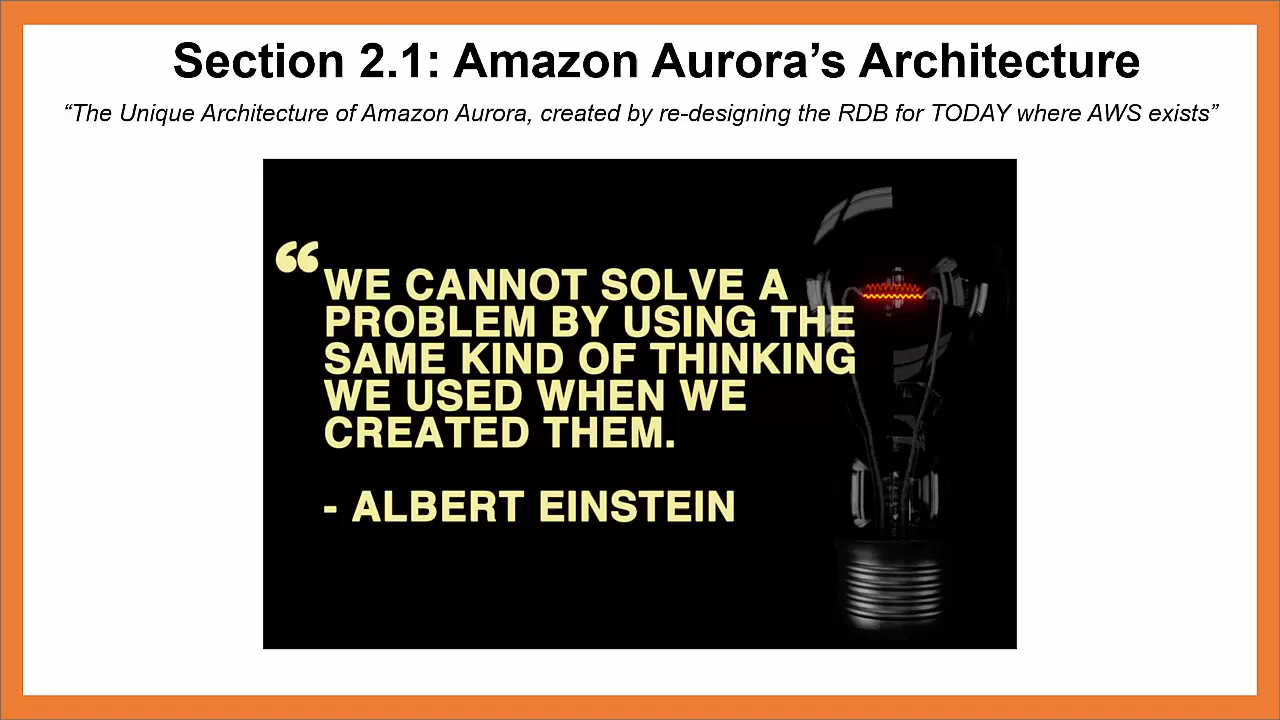 Section 2.1: Amazon Aurora’s Architecture
“The Unique Architecture of Amazon Aurora, created by re-designing the RDB for TODAY where AWS exists”
“WE CANNOT SOLVE A
PROBLEM BY USING THE
SAME KIND OF THINKING
WE USED WHEN WE
CREATED THEM.
- ALBERT EINSTEIN